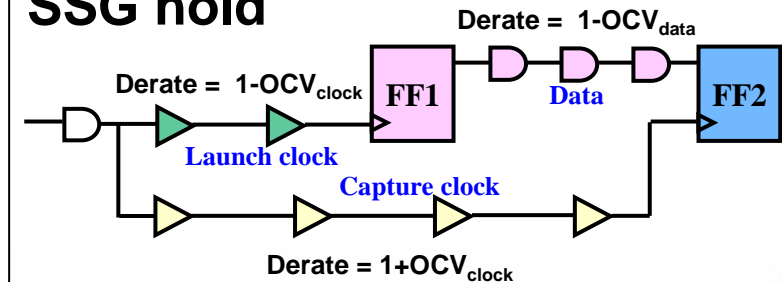 SSG hold
Derate = 1-OCVdata
Derate = 1-OCVclock
FF1
Data
FF2
Launch clock
Capture clock
Derate = 1+OCVclock